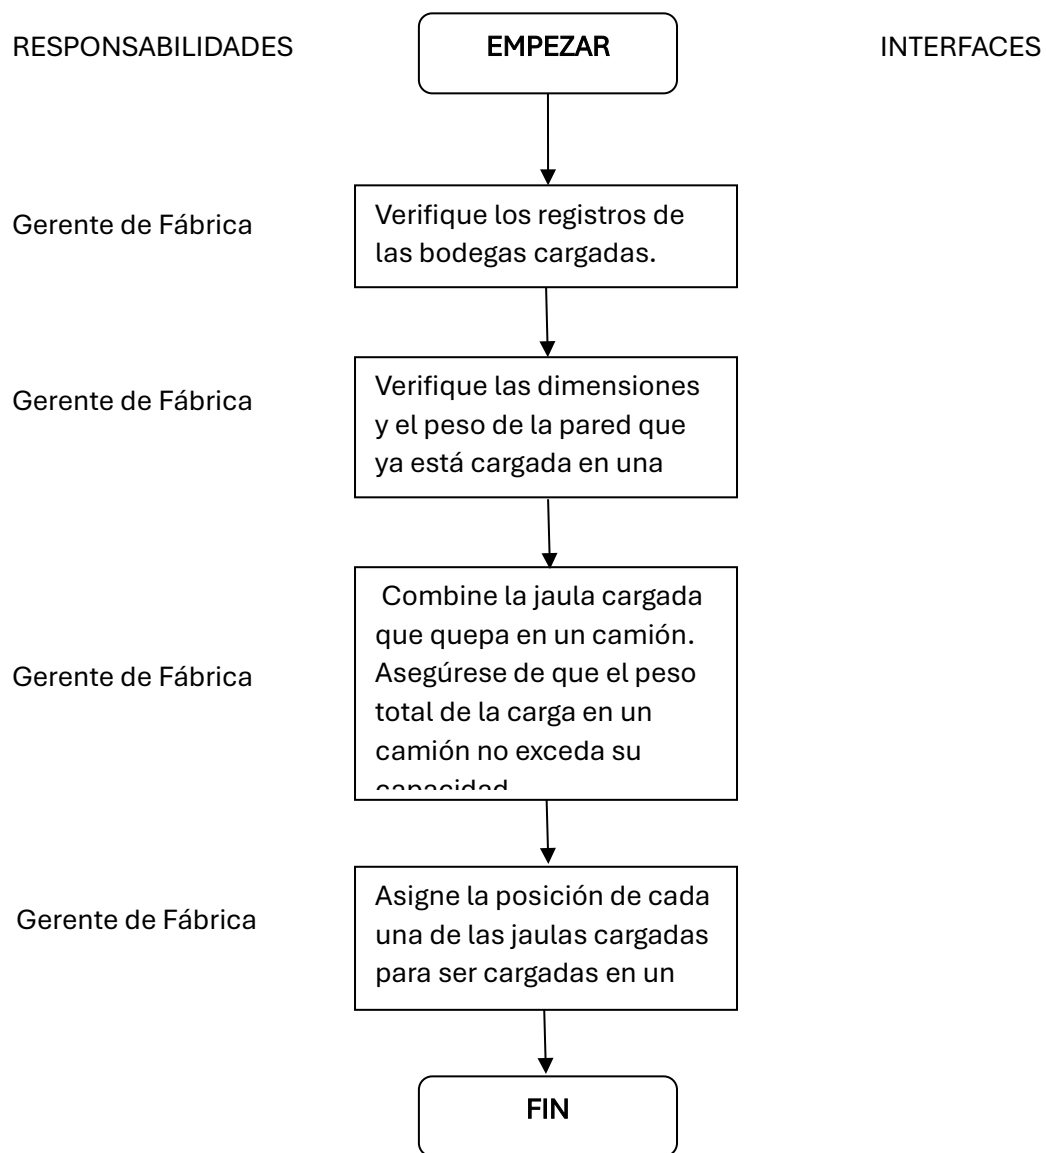 RESPONSABILIDADES
EMPEZAR
INTERFACES
Gerente de Fábrica
Verifique los registros de
las bodegas cargadas.
Gerente de Fábrica
Verifique las dimensiones
y el peso de la pared que
ya está cargada en una
Gerente de Fábrica
Combine la jaula cargada
que quepa en un camión.
Asegúrese de que el peso
total de la carga en un
camión no exceda su
capacidad
Gerente de Fábrica
Asigne la posición de cada
una de las jaulas cargadas
para ser cargadas en un
FIN